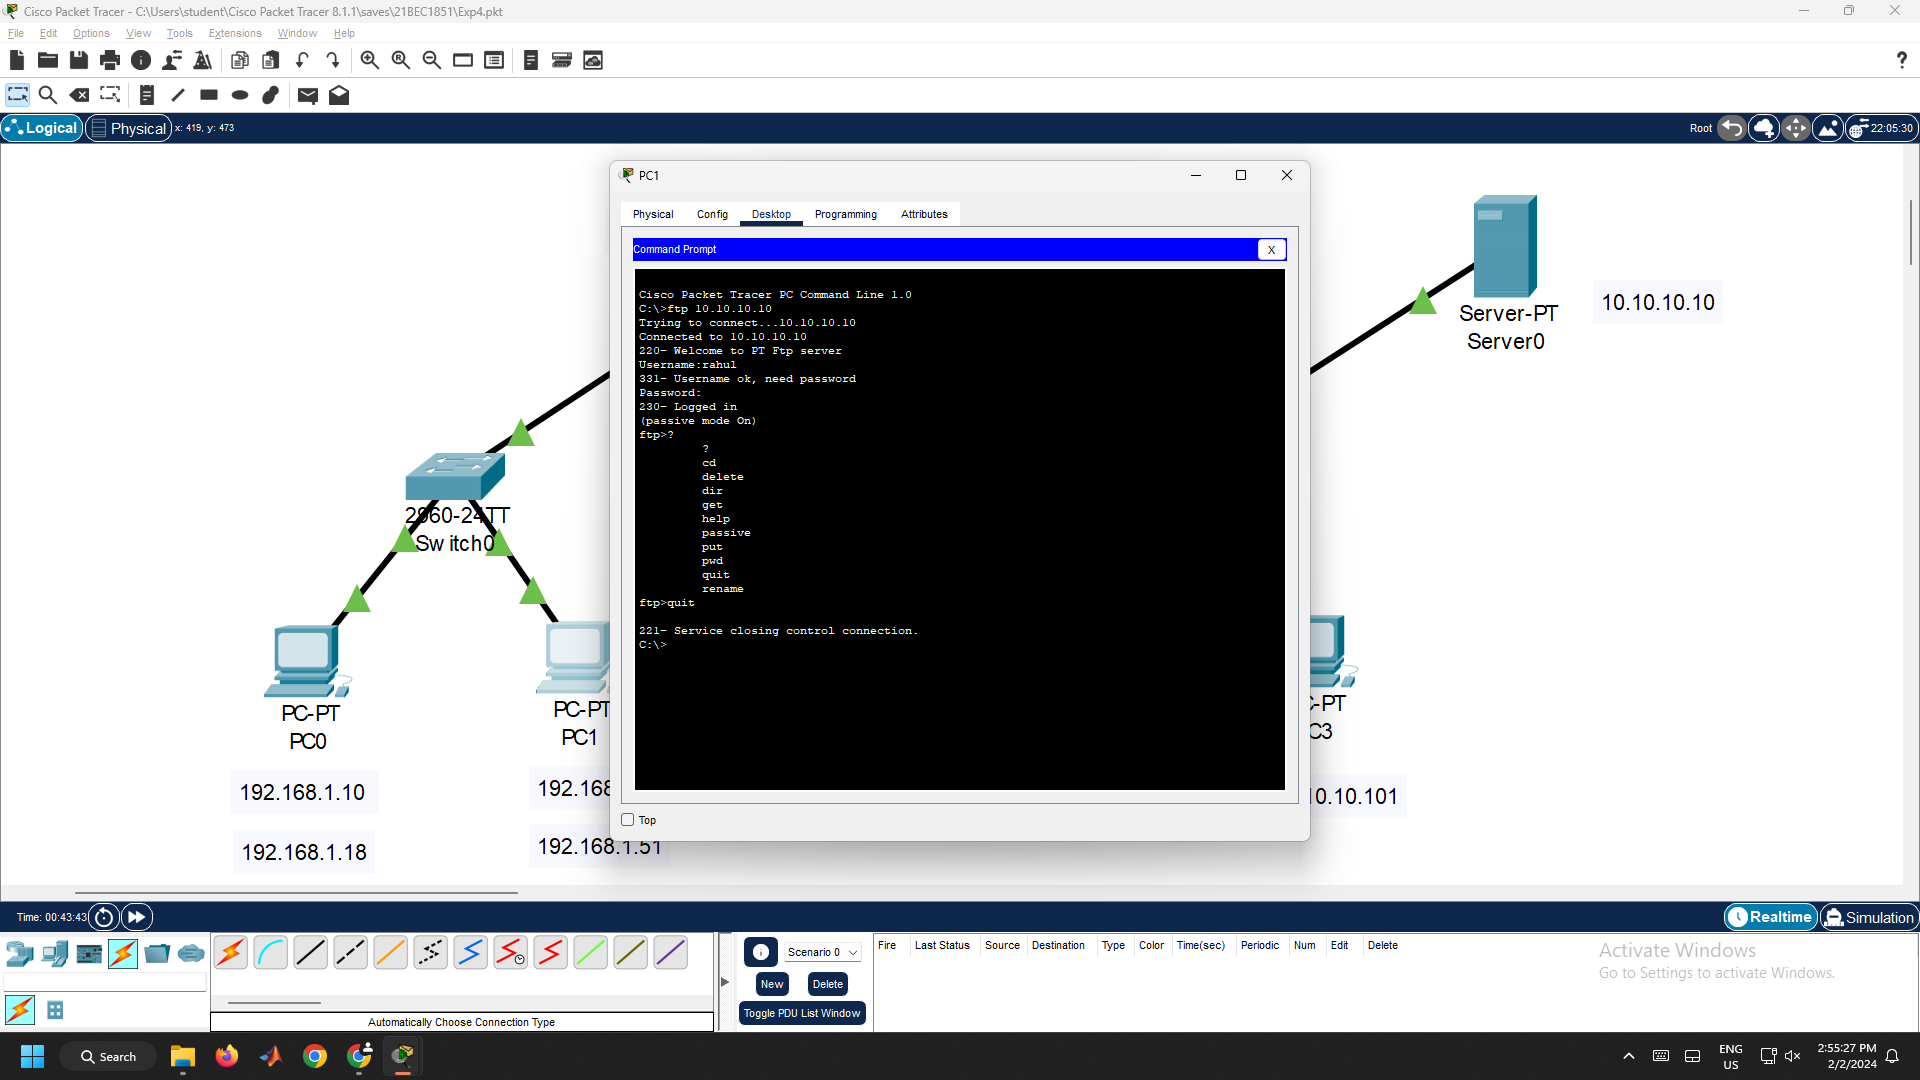 Cisco Packet Tracer - C:\Users\student\Cisco Packet Tracer 8.1.1\saves\21BEC1851\Exp4.pkt
File Edit Options View Tools Extensions Window Help
?
Logical Physical x: 419, y: 473 Root 22:05:30
PC1
Physical Config Desktop Programming Attributes
Command Prompt X
Cisco Packet Tracer PC Command Line 1.0
C:\>ftp 10.10.10.10
Trying to connect...10.10.10.10
Connected to 10.10.10.10
220- Welcome to PT Ftp server
Username:rahul
331- Username ok, need password
Password:
230- Logged in
(passive mode On)
ftp>?
?
cd
delete
dir
get
help
passive
put
pwd
quit
rename
ftp>quit
221- Service closing control connection.
C:\>
Top
Server-PT
Server0
10.10.10.10
2960-24TT
Switch0
PC-PT
PC0
PC-PT
PC1
-PT
C3
192.168.1.10
192.168
0.10.101
192.168.1.18
192.168.1.51
Time: 00:43:43 Realtime Simulation
Scenario 0
New Delete
Toggle PDU List Window
Fire Last Status Source Destination Type Color Time(sec) Periodic Num Edit Delete
Activate Windows
Go to Settings to activate Windows.
Automatically Choose Connection Type
Search
ENG
US
2:55:27 PM
2/2/2024